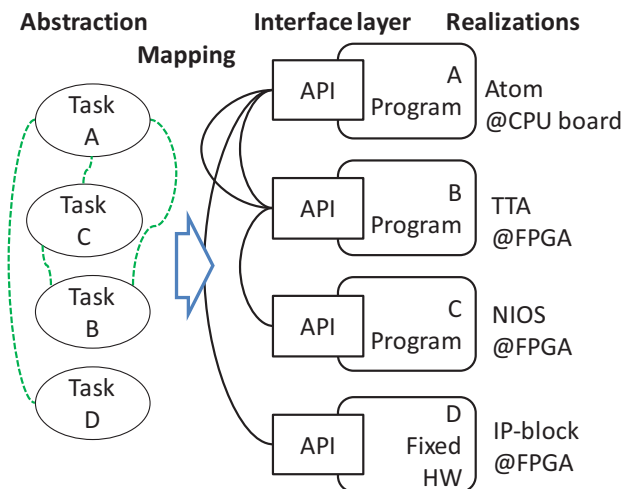 Abstraction
Mapping
Interface layer
Realizations
Task
A
Task
C
Task
B
Task
D
API
A
Program
Atom
@CPU board
API
B
Program
TTA
@FPGA
API
C
Program
NIOS
@FPGA
API
D
Fixed
HW
IP-block
@FPGA